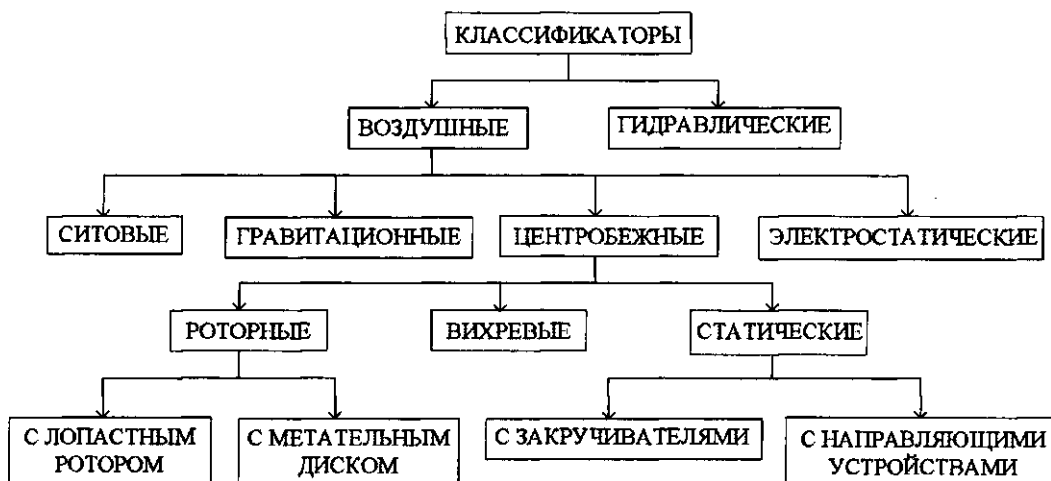 КЛАССИФИКАТОРЫ
ВОЗДУШНЫЕ
ГИДРАВЛИЧЕСКИЕ
СИТОВЫЕ
ГРАВИТАЦИОННЫЕ
ЦЕНТРОБЕЖНЫЕ
ЭЛЕКТРОСТАТИЧЕСКИЕ
РОТОРНЫЕ
ВИХРЕВЫЕ
СТАТИЧЕСКИЕ
С ЛОПАСТНЫМ
РОТОРОМ
С МЕТАТЕЛЬНЫМ
ДИСКОМ
С ЗАКРУЧИВАТЕЛЯМИ
С НАПРАВЛЯЮЩИМИ
УСТРОЙСТВАМИ